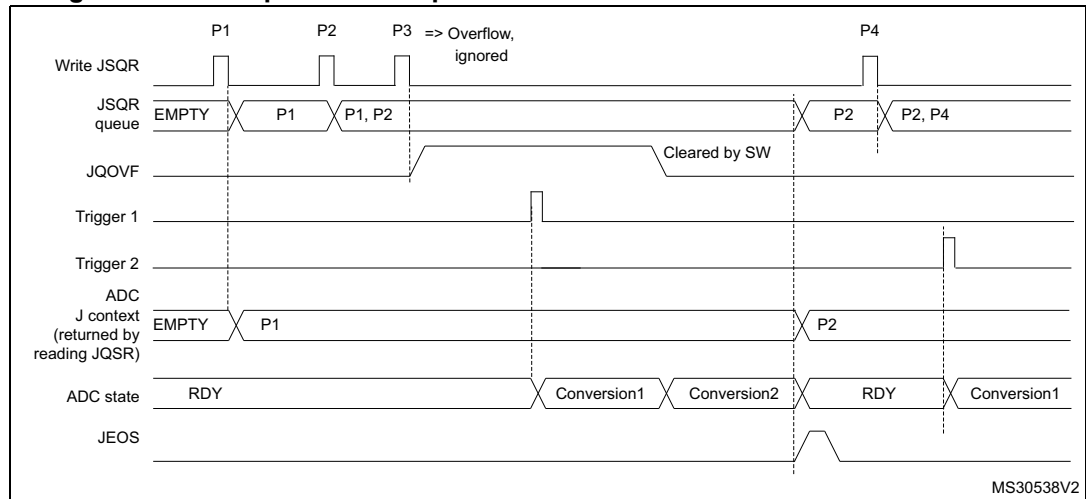 P1 P2 P3 => Overflow, P4
ignored
Write JSQR
JSQR
queue
EMPTY P1 P1, P2 P2 P2, P4
JQOVF
Cleared by SW
Trigger 1
Trigger 2
ADC
J context
(returned by
reading JQSR)
EMPTY P1 P2
ADC state RDY Conversion1 Conversion2 RDY Conversion1
JEOS
MS30538V2